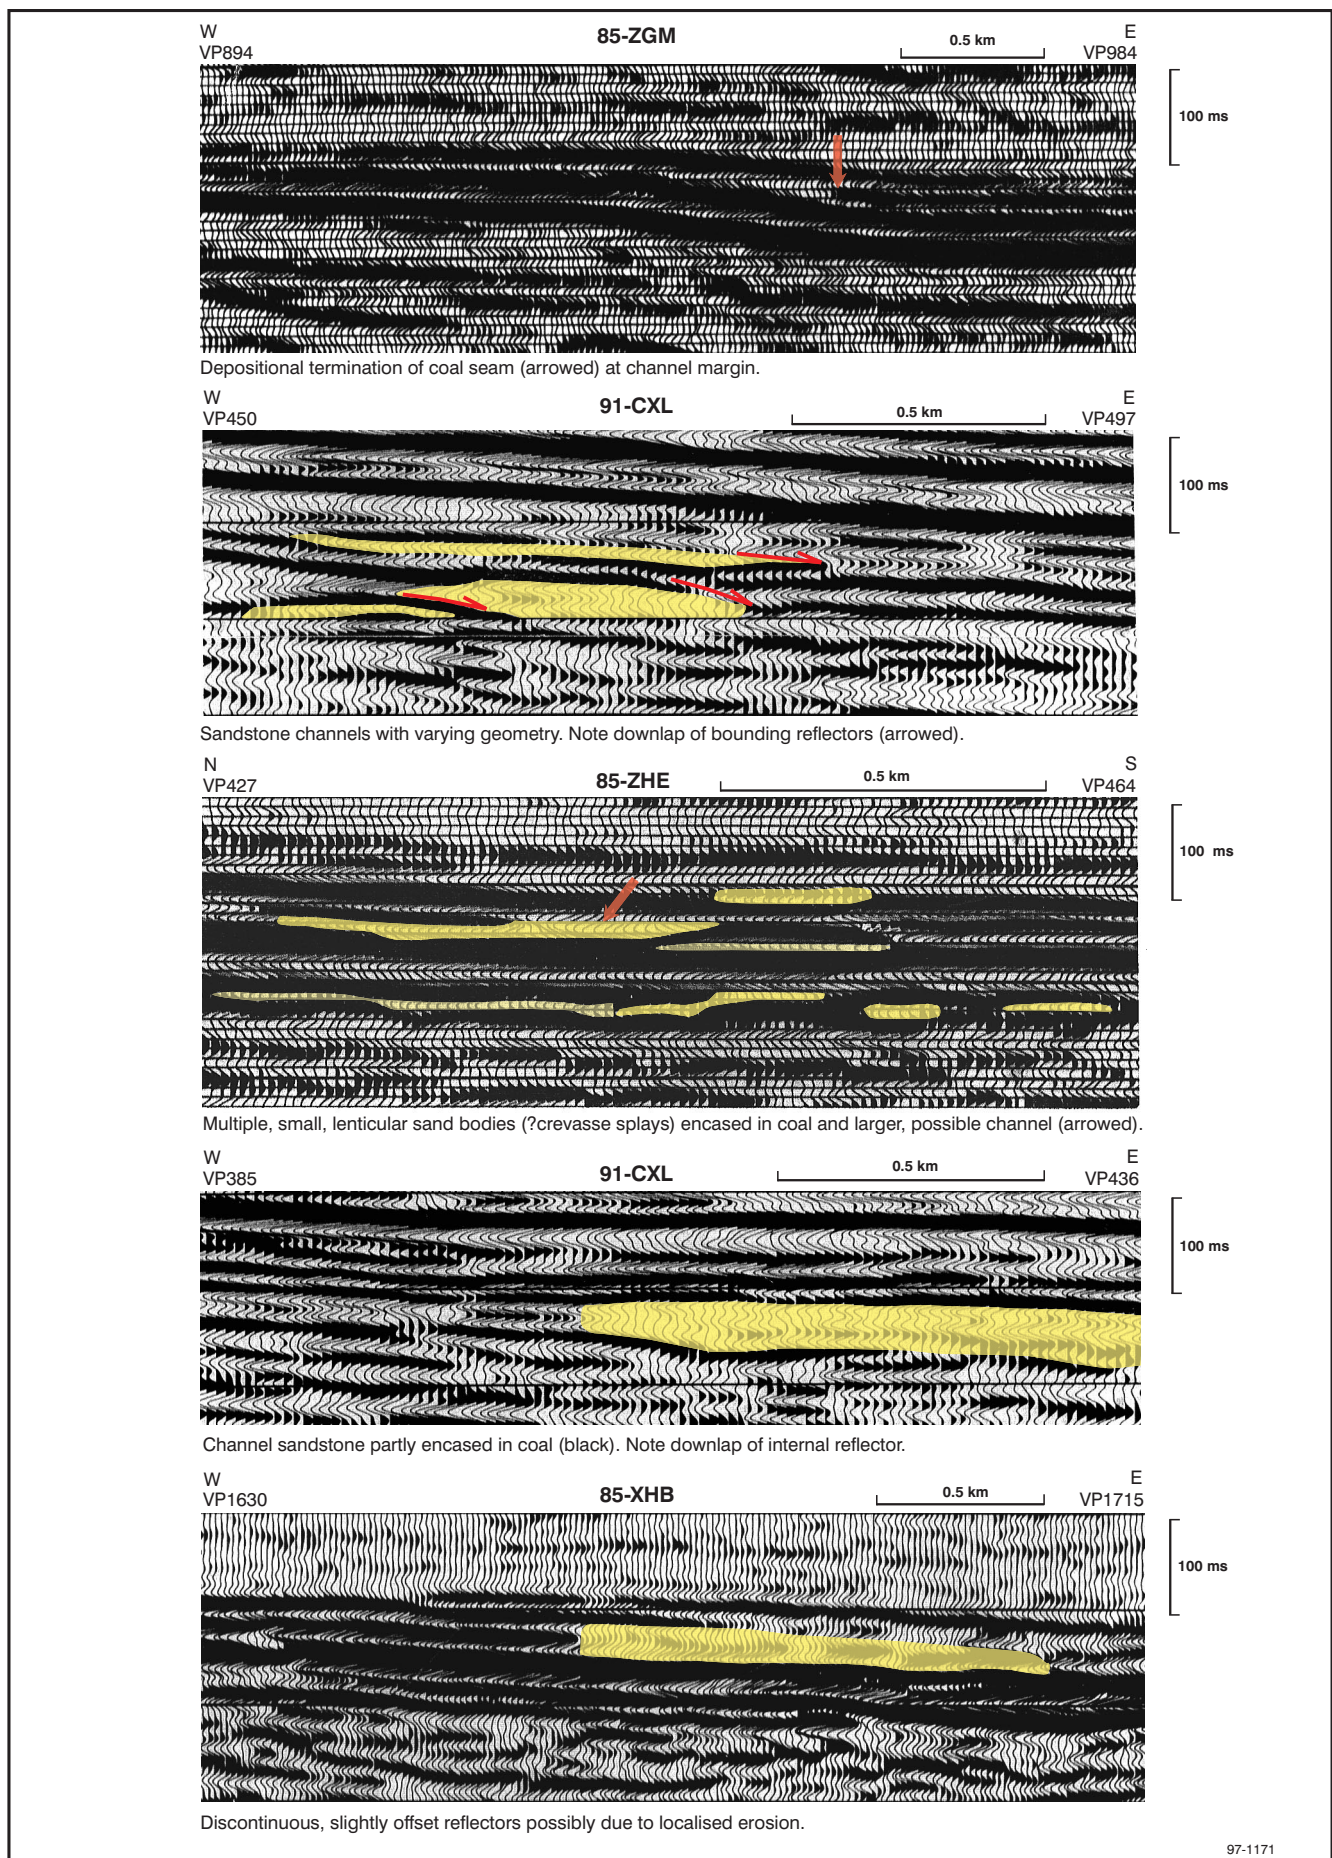 W 85-ZGM 0.5 km E
VP894 VP984
100 ms
Depositional termination of coal seam (arrowed) at channel margin.
W 91-CXL 0.5 km E
VP450 VP497
100 ms
Sandstone channels with varying geometry. Note downlap of bounding reflectors (arrowed).
N 85-ZHE 0.5 km S
VP427 VP464
100 ms
Multiple, small, lenticular sand bodies (?crevasse splays) encased in coal and larger, possible channel (arrowed).
W 91-CXL 0.5 km E
VP385 VP436
100 ms
Channel sandstone partly encased in coal (black). Note downlap of internal reflector.
W 85-XHB 0.5 km E
VP1630 VP1715
100 ms
Discontinuous, slightly offset reflectors possibly due to localised erosion.
97-1171